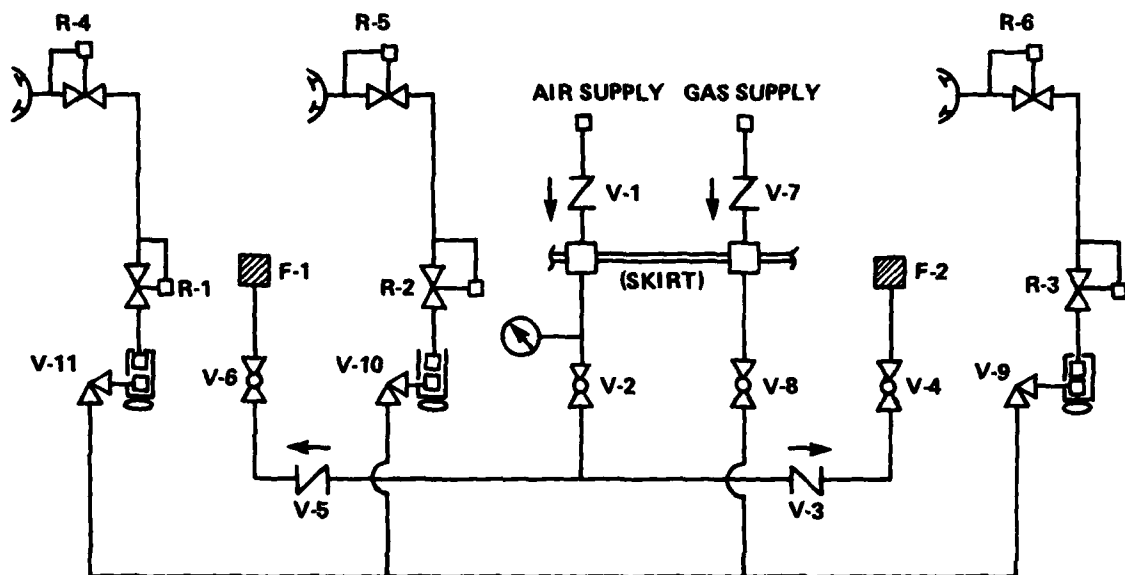 R-4
R-5
R-6
AIR SUPPLY
GAS SUPPLY
V-1
V-7
F-1
F-2
(SKIRT)
R-1
R-2
R-3
V-11
V-6
V-10
V-2
V-8
V-4
V-9
V-5
V-3